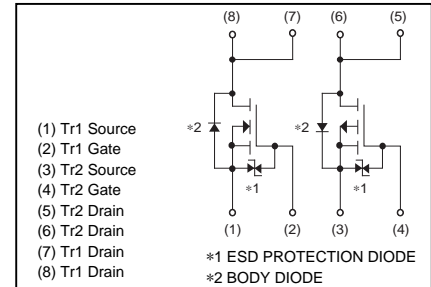 (8) (7) (6) (5)
(1) Tr1 Source
(2) Tr1 Gate
(3) Tr2 Source
(4) Tr2 Gate
(5) Tr2 Drain
(6) Tr2 Drain
(7) Tr1 Drain
(8) Tr1 Drain
∗2 ∗2
∗1 ∗1
(1) (2) (3) (4)
∗1 ESD PROTECTION DIODE
∗2 BODY DIODE